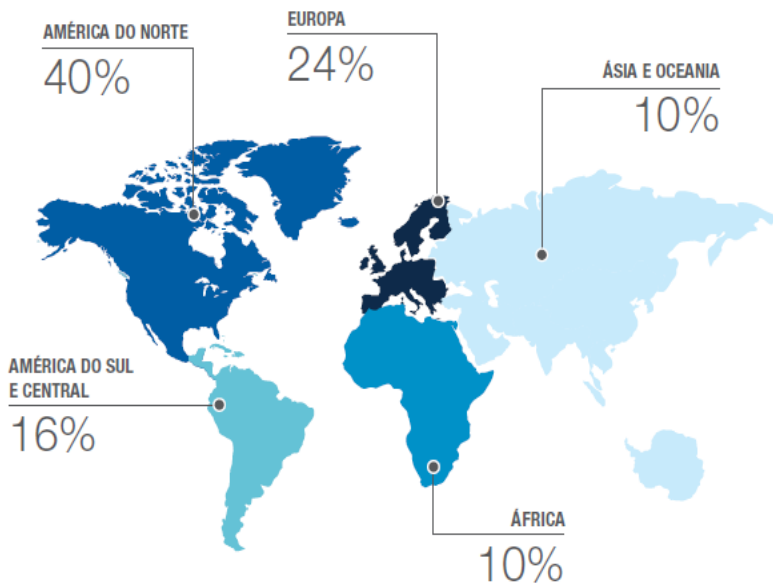 AMÉRICA DO NORTE
40%
EUROPA
24%
ÁSIA E OCEANIA
10%
AMÉRICA DO SUL
E CENTRAL
16%
ÁFRICA
10%